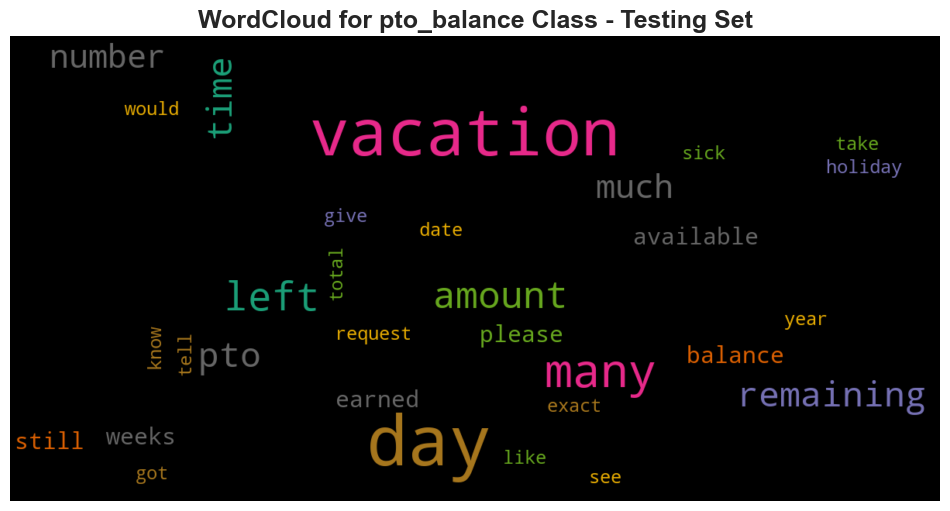 WordCloud for pto_balance Class - Testing Set
number
time
would
vacation
sick
take
holiday
much
give
date
available
total
left
amount
year
request
please
know
tell
pto
many
balance
remaining
earned
exact
day
still
weeks
like
got
see